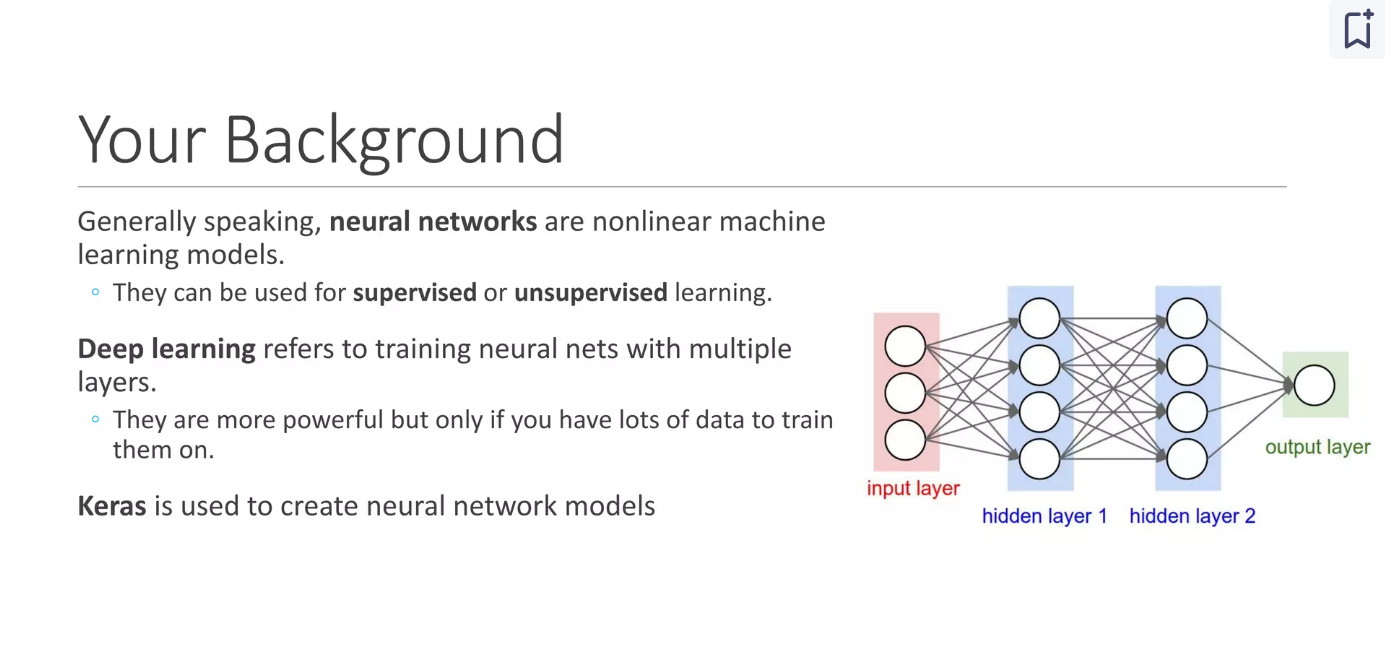 Your Background
Generally speaking, neural networks are nonlinear machine
learning models.
◦ They can be used for supervised or unsupervised learning.
Deep learning refers to training neural nets with multiple
layers.
◦ They are more powerful but only if you have lots of data to train
them on.
Keras is used to create neural network models
input layer
hidden layer 1
hidden layer 2
output layer